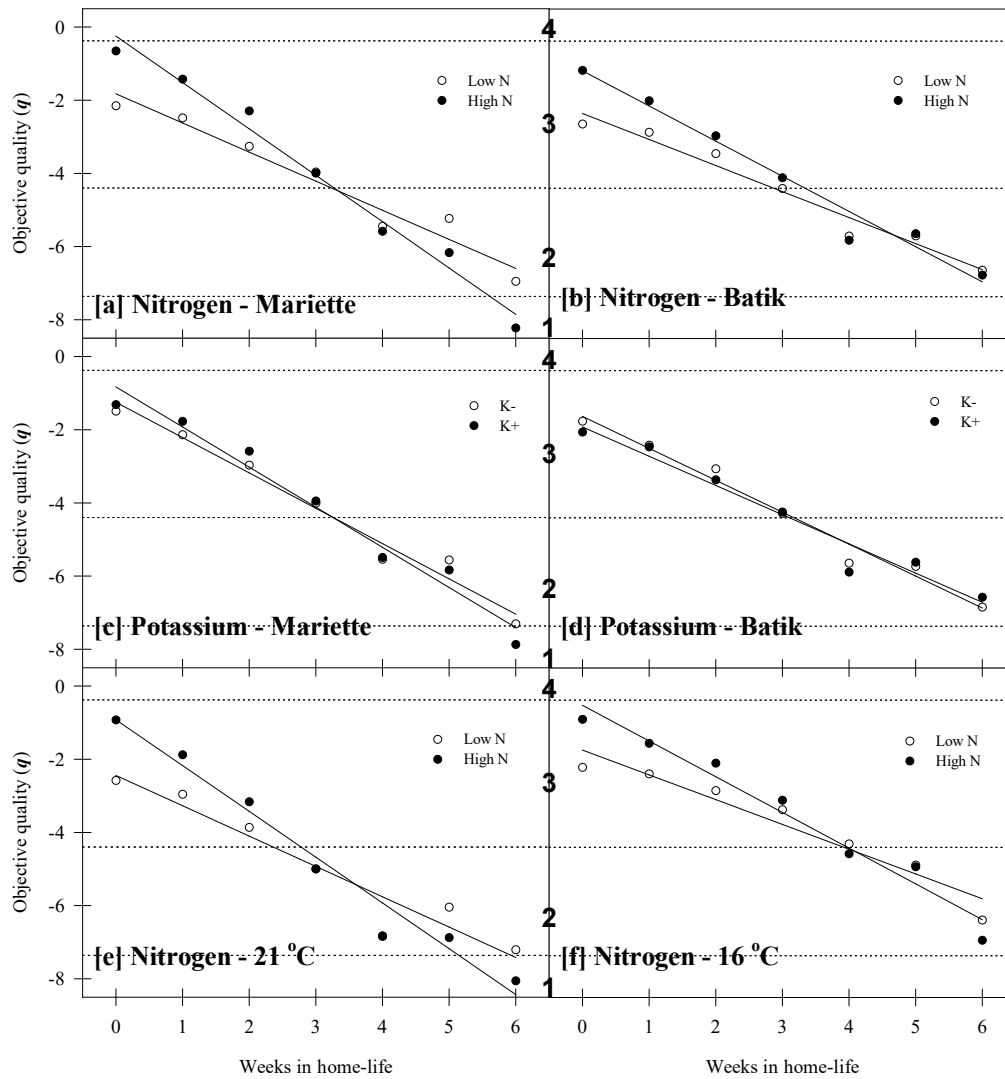 0
-2
-4
-6
-8
Objective quality (q)
Low N
High N
[a] Nitrogen - Mariette
4
3
2
1
Low N
High N
[b] Nitrogen - Batik
0
-2
-4
-6
-8
Objective quality (q)
K-
K+
[c] Potassium - Mariette
4
3
2
1
K-
K+
[d] Potassium - Batik
0
-2
-4
-6
-8
Objective quality (q)
Low N
High N
[e] Nitrogen - 21 °C
4
3
2
1
Low N
High N
[f] Nitrogen - 16 °C
0 1 2 3 4 5 6
0 1 2 3 4 5 6
Weeks in home-life
Weeks in home-life